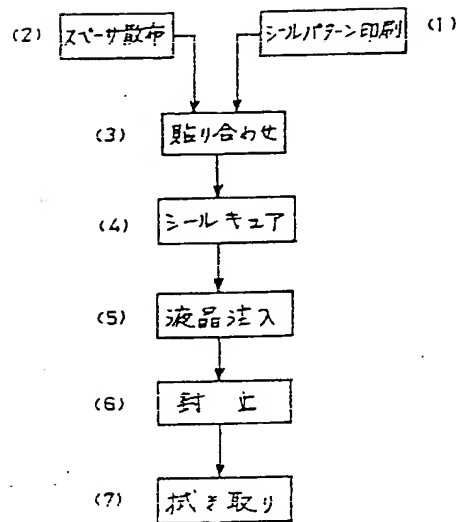 (2) スペーサ散布 シールパターン印刷 (1)
(3) 貼り合わせ
(4) シールキュア
(5) 液晶注入
(6) 封止
(7) 拭き取り